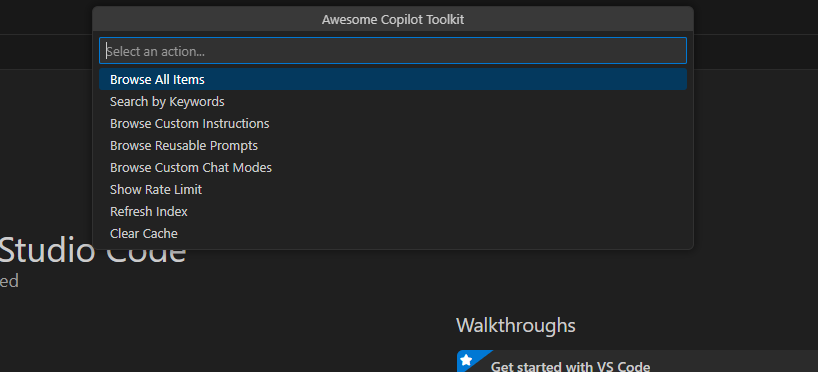 Awesome Copilot Toolkit
Select an action...
Browse All Items
Search by Keywords
Browse Custom Instructions
Browse Reusable Prompts
Browse Custom Chat Modes
Show Rate Limit
Refresh Index
Clear Cache
Studio Code
ed
Walkthroughs
Get started with VS Code